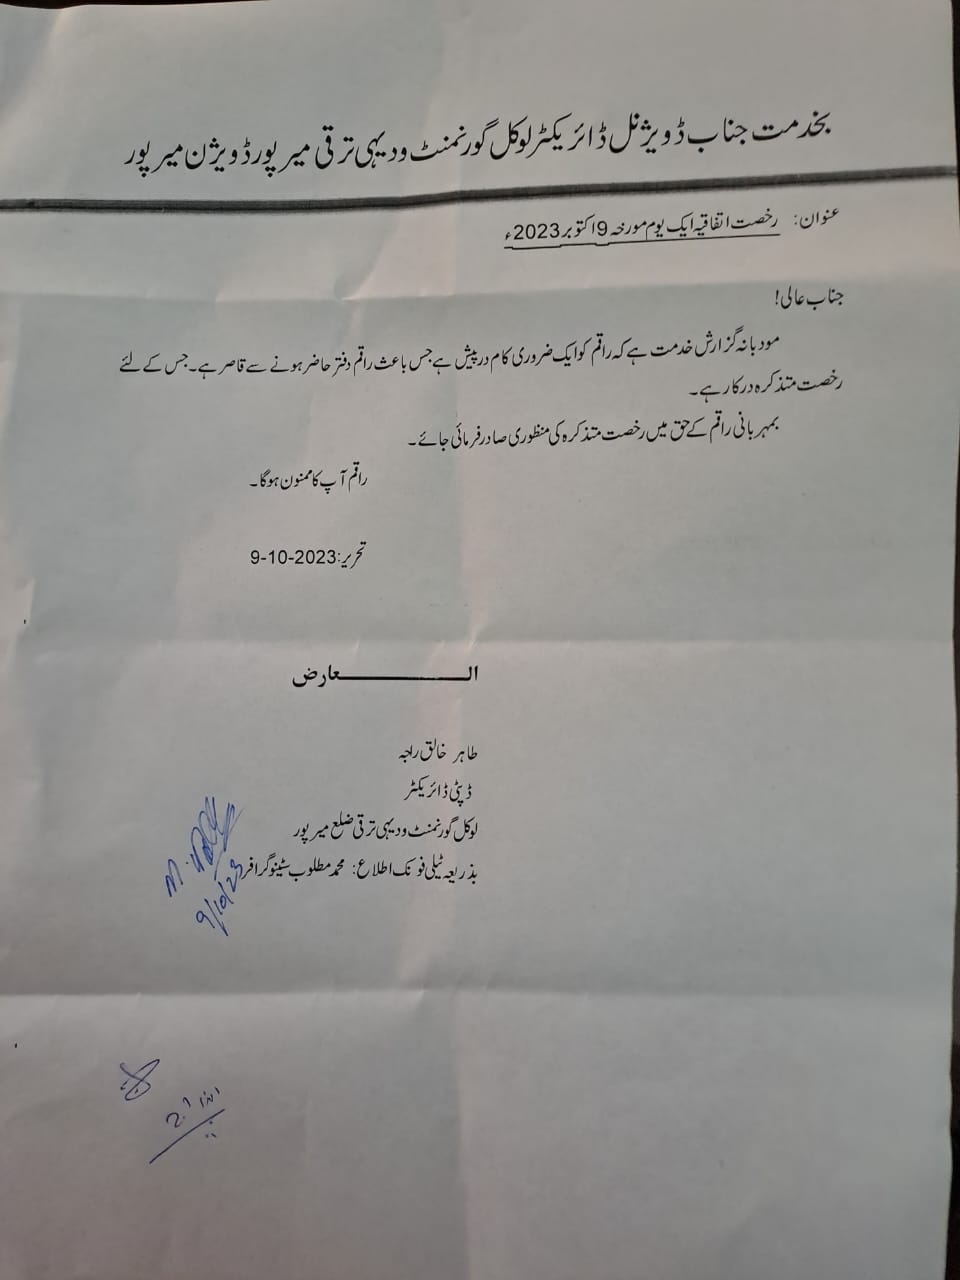 بخدمت جناب ڈویژنل ڈائریکٹر لوکل گورنمنٹ ودیہی ترقی میرپور ڈویژن میرپور
عنوان: رخصت اتفاقیہ ایک یوم مورخہ 9 اکتوبر 2023ء
جناب عالی!
مودبانہ گزارش خدمت ہے کہ راقم کو ایک ضروری کام درپیش ہے جس باعث راقم دفتر حاضر ہونے سے قاصر ہے۔ جس کے لئے
رخصت متذکرہ درکار ہے۔
بمہربانی راقم کے حق میں رخصت متذکرہ کی منظوری صادر فرمائی جائے۔
راقم آپ کا ممنون ہوگا۔
تحریر: 9-10-2023
العارض
طاہر خالق راجہ
ڈپٹی ڈائریکٹر
لوکل گورنمنٹ ودیہی ترقی ضلع میرپور
بذریعہ ٹیلی فونک اطلاع: محمد مطلوب سٹینوگرافر
9/10/23